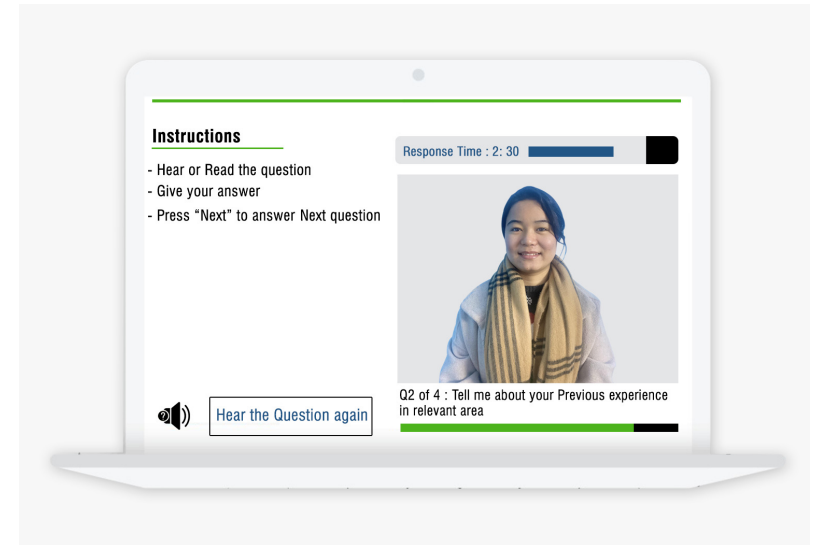 Instructions
- Hear or Read the question
- Give your answer
- Press “Next” to answer Next question
Hear the Question again
Response Time : 2: 30
Q2 of 4 : Tell me about your Previous experience
in relevant area